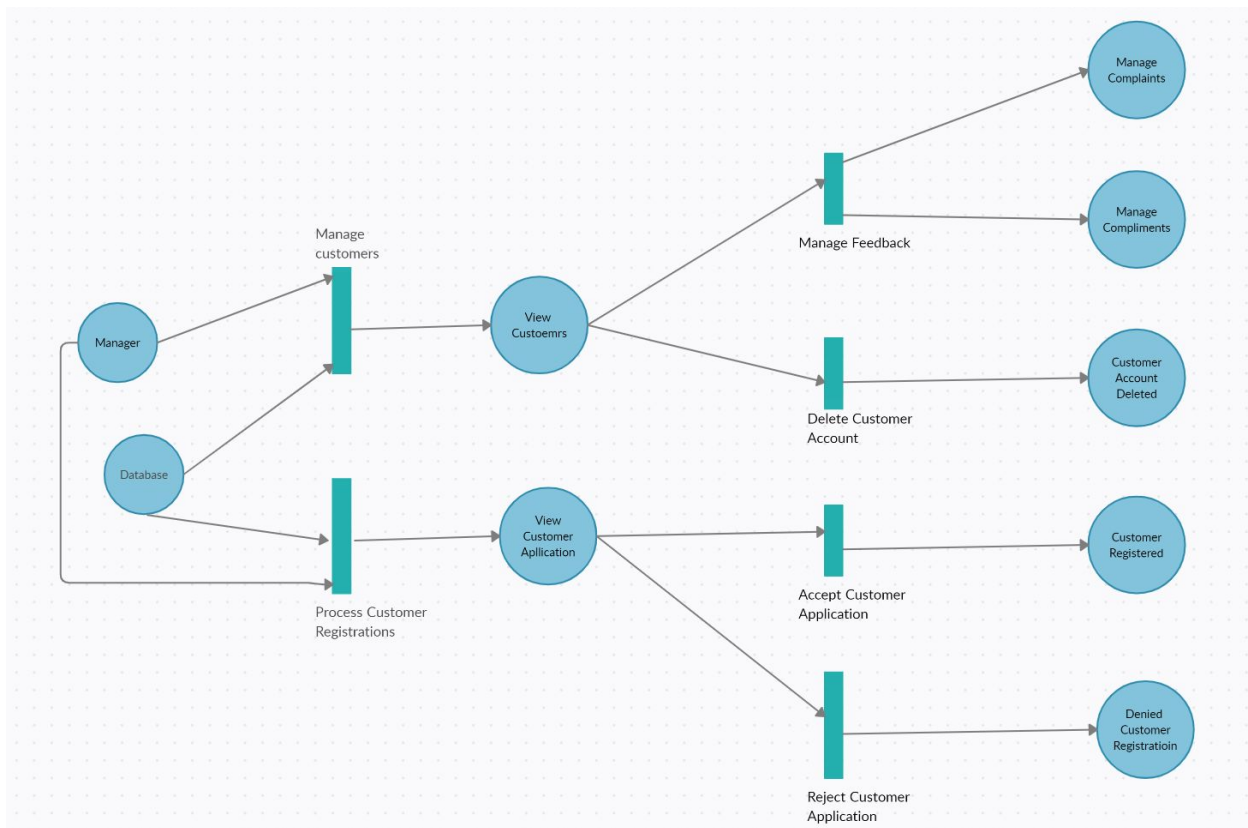 Manage
Complaints
Manage
Compliments
Manage Feedback
Manage
customers
View
Custoemrs
Manager
Customer
Account
Deleted
Delete Customer
Account
Database
View
Customer
Apllication
Customer
Registered
Accept Customer
Application
Process Customer
Registrations
Denied
Customer
Registratioin
Reject Customer
Application